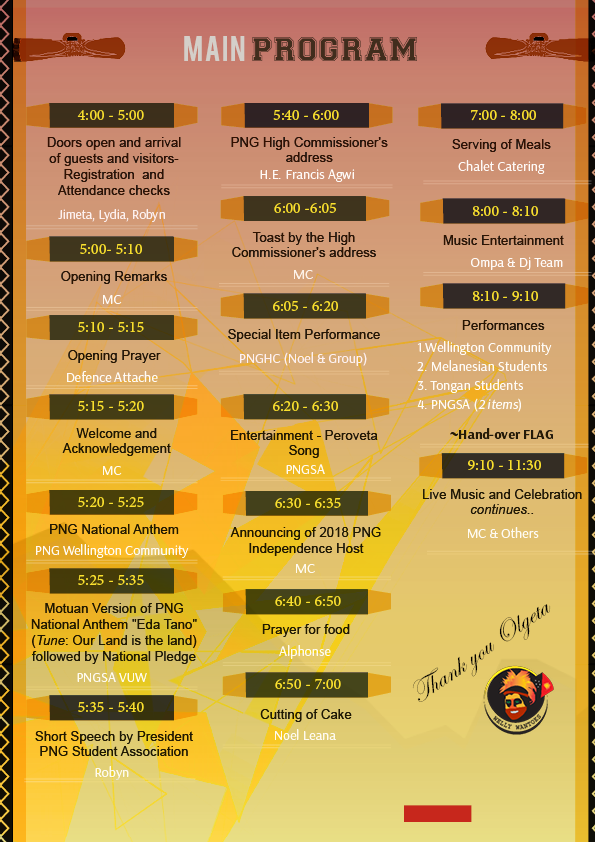 MAIN PROGRAM
4:00 - 5:00
Doors open and arrival
of guests and visitors-
Registration and
Attendance checks
Jimeta, Lydia, Robyn
5:00- 5:10
Opening Remarks
MC
5:10 - 5:15
Opening Prayer
Defence Attache
5:15 - 5:20
Welcome and
Acknowledgement
MC
5:20 - 5:25
PNG National Anthem
PNG Wellington Community
5:25 - 5:35
Motuan Version of PNG
National Anthem "Eda Tano"
(Tune: Our Land is the land)
followed by National Pledge
PNGSA VUW
5:35 - 5:40
Short Speech by President
PNG Student Association
Robyn
5:40 - 6:00
PNG High Commissioner's
address
H.E. Francis Agwi
6:00 -6:05
Toast by the High
Commissioner's address
MC
6:05 - 6:20
Special Item Performance
PNGHC (Noel & Group)
6:20 - 6:30
Entertainment - Peroveta
Song
PNGSA
6:30 - 6:35
Announcing of 2018 PNG
Independence Host
MC
6:40 - 6:50
Prayer for food
Alphonse
6:50 - 7:00
Cutting of Cake
Noel Leana
7:00 - 8:00
Serving of Meals
Chalet Catering
8:00 - 8:10
Music Entertainment
Ompa & Dj Team
8:10 - 9:10
Performances
1.Wellington Community
2. Melanesian Students
3. Tongan Students
4. PNGSA (2 items)
~Hand-over FLAG
9:10 - 11:30
Live Music and Celebration
continues..
MC & Others
Thank you Olgeta
WELLY WANTOKS